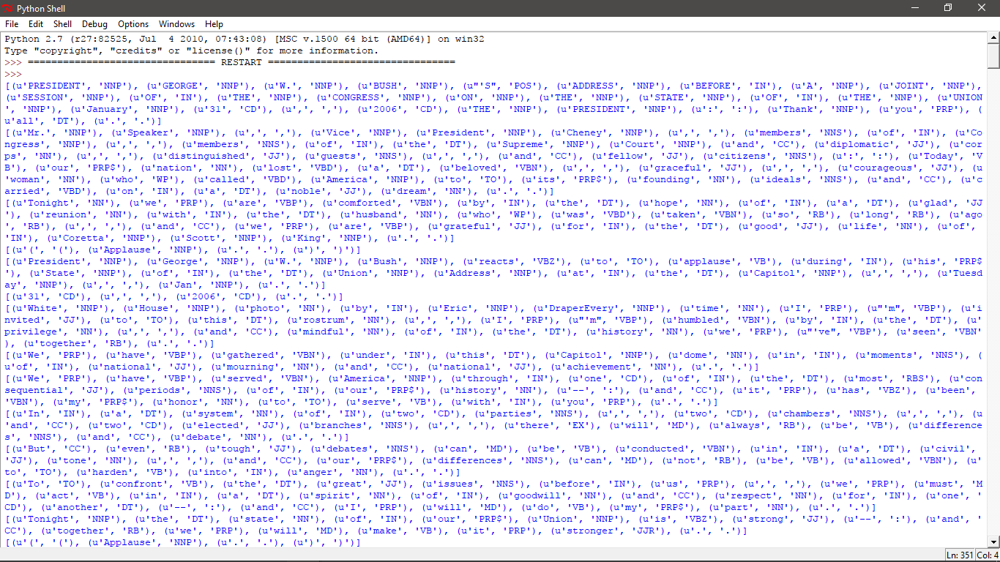 Python Shell
File Edit Shell Debug Options Windows Help
Python 2.7 (r27:82525, Jul  4 2010, 07:43:08) [MSC v.1500 64 bit (AMD64)] on win32
Type "copyright", "credits" or "license()" for more information.
>>> ================================ RESTART ================================
>>>
[(u'PRESIDENT', 'NNP'), (u'GEORGE', 'NNP'), (u'W.', 'NNP'), (u'BUSH', 'NNP'), (u"'S", 'POS'), (u'ADDRESS', 'NNP'), (u'BEFORE', 'IN'), (u'A', 'NNP'), (u'JOINT', 'NNP'),
(u'SESSION', 'NNP'), (u'OF', 'IN'), (u'THE', 'NNP'), (u'CONGRESS', 'NNP'), (u'ON', 'NNP'), (u'THE', 'NNP'), (u'STATE', 'NNP'), (u'OF', 'IN'), (u'THE', 'NNP'), (u'UNION
', 'NNP'), (u'January', 'NNP'), (u'31', 'CD'), (u',', ','), (u'2006', 'CD'), (u'THE', 'NNP'), (u'PRESIDENT', 'NNP'), (u':', ':'), (u'Thank', 'NNP'), (u'you', 'PRP'), (
u'all', 'DT'), (u'.', '.')]
[(u'Mr.', 'NNP'), (u'Speaker', 'NNP'), (u',', ','), (u'Vice', 'NNP'), (u'President', 'NNP'), (u'Cheney', 'NNP'), (u',', ','), (u'members', 'NNS'), (u'of', 'IN'), (u'Co
ngress', 'NNP'), (u',', ','), (u'members', 'NNS'), (u'of', 'IN'), (u'the', 'DT'), (u'Supreme', 'NNP'), (u'Court', 'NNP'), (u'and', 'CC'), (u'diplomatic', 'JJ'), (u'cor
ps', 'NN'), (u',', ','), (u'distinguished', 'JJ'), (u'guests', 'NNS'), (u',', ','), (u'and', 'CC'), (u'fellow', 'JJ'), (u'citizens', 'NNS'), (u':', ':'), (u'Today', 'V
B'), (u'our', 'PRP$'), (u'nation', 'NN'), (u'lost', 'VBD'), (u'a', 'DT'), (u'beloved', 'VBN'), (u',', ','), (u'graceful', 'JJ'), (u',', ','), (u'courageous', 'JJ'), (u
'woman', 'NN'), (u'who', 'WP'), (u'called', 'VBD'), (u'America', 'NNP'), (u'to', 'TO'), (u'its', 'PRP$'), (u'founding', 'NN'), (u'ideals', 'NNS'), (u'and', 'CC'), (u'c
arried', 'VBD'), (u'on', 'IN'), (u'a', 'DT'), (u'noble', 'JJ'), (u'dream', 'NN'), (u'.', '.')]
[(u'Tonight', 'NN'), (u'we', 'PRP'), (u'are', 'VBP'), (u'comforted', 'VBN'), (u'by', 'IN'), (u'the', 'DT'), (u'hope', 'NN'), (u'of', 'IN'), (u'a', 'DT'), (u'glad', 'JJ
'), (u'reunion', 'NN'), (u'with', 'IN'), (u'the', 'DT'), (u'husband', 'NN'), (u'who', 'WP'), (u'was', 'VBD'), (u'taken', 'VBN'), (u'so', 'RB'), (u'long', 'RB'), (u'ago
', 'RB'), (u',', ','), (u'and', 'CC'), (u'we', 'PRP'), (u'are', 'VBP'), (u'grateful', 'JJ'), (u'for', 'IN'), (u'the', 'DT'), (u'good', 'JJ'), (u'life', 'NN'), (u'of',
'IN'), (u'Coretta', 'NNP'), (u'Scott', 'NNP'), (u'King', 'NNP'), (u'.', '.')]
[(u'(', '('), (u'Applause', 'NNP'), (u'.', '.'), (u')', ')')]
[(u'President', 'NNP'), (u'George', 'NNP'), (u'W.', 'NNP'), (u'Bush', 'NNP'), (u'reacts', 'VBZ'), (u'to', 'TO'), (u'applause', 'VB'), (u'during', 'IN'), (u'his', 'PRP$
'), (u'State', 'NNP'), (u'of', 'IN'), (u'the', 'DT'), (u'Union', 'NNP'), (u'Address', 'NNP'), (u'at', 'IN'), (u'the', 'DT'), (u'Capitol', 'NNP'), (u',', ','), (u'Tuesd
ay', 'NNP'), (u',', ','), (u'Jan', 'NNP'), (u'.', '.')]
[(u'31', 'CD'), (u',', ','), (u'2006', 'CD'), (u'.', '.')]
[(u'White', 'NNP'), (u'House', 'NNP'), (u'photo', 'NN'), (u'by', 'IN'), (u'Eric', 'NNP'), (u'DraperEvery', 'NNP'), (u'time', 'NN'), (u'I', 'PRP'), (u"'m", 'VBP'), (u'i
nvited', 'JJ'), (u'to', 'TO'), (u'this', 'DT'), (u'rostrum', 'NN'), (u',', ','), (u'I', 'PRP'), (u"'m", 'VBP'), (u'humbled', 'VBN'), (u'by', 'IN'), (u'the', 'DT'), (u'
privilege', 'NN'), (u',', ','), (u'and', 'CC'), (u'mindful', 'NN'), (u'of', 'IN'), (u'the', 'DT'), (u'history', 'NN'), (u'we', 'PRP'), (u"'ve", 'VBP'), (u'seen', 'VBN'
), (u'together', 'RB'), (u'.', '.')]
[(u'We', 'PRP'), (u'have', 'VBP'), (u'gathered', 'VBN'), (u'under', 'IN'), (u'this', 'DT'), (u'Capitol', 'NNP'), (u'dome', 'NN'), (u'in', 'IN'), (u'moments', 'NNS'), (
u'of', 'IN'), (u'national', 'JJ'), (u'mourning', 'NN'), (u'and', 'CC'), (u'national', 'JJ'), (u'achievement', 'NN'), (u'.', '.')]
[(u'We', 'PRP'), (u'have', 'VBP'), (u'served', 'VBN'), (u'America', 'NNP'), (u'through', 'IN'), (u'one', 'CD'), (u'of', 'IN'), (u'the', 'DT'), (u'most', 'RBS'), (u'con
sequential', 'JJ'), (u'periods', 'NNS'), (u'of', 'IN'), (u'our', 'PRP$'), (u'history', 'NN'), (u'--', ':'), (u'and', 'CC'), (u'it', 'PRP'), (u'has', 'VBZ'), (u'been',
'VBN'), (u'my', 'PRP$'), (u'honor', 'NN'), (u'to', 'TO'), (u'serve', 'VB'), (u'with', 'IN'), (u'you', 'PRP'), (u'.', '.')]
[(u'In', 'IN'), (u'a', 'DT'), (u'system', 'NN'), (u'of', 'IN'), (u'two', 'CD'), (u'parties', 'NNS'), (u',', ','), (u'two', 'CD'), (u'chambers', 'NNS'), (u',', ','), (u
'and', 'CC'), (u'two', 'CD'), (u'elected', 'JJ'), (u'branches', 'NNS'), (u',', ','), (u'there', 'EX'), (u'will', 'MD'), (u'always', 'RB'), (u'be', 'VB'), (u'difference
s', 'NNS'), (u'and', 'CC'), (u'debate', 'NN'), (u'.', '.')]
[(u'But', 'CC'), (u'even', 'RB'), (u'tough', 'JJ'), (u'debates', 'NNS'), (u'can', 'MD'), (u'be', 'VB'), (u'conducted', 'VBN'), (u'in', 'IN'), (u'a', 'DT'), (u'civil',
'JJ'), (u'tone', 'NN'), (u',', ','), (u'and', 'CC'), (u'our', 'PRP$'), (u'differences', 'NNS'), (u'can', 'MD'), (u'not', 'RB'), (u'be', 'VB'), (u'allowed', 'VBN'), (u'
to', 'TO'), (u'harden', 'VB'), (u'into', 'IN'), (u'anger', 'NN'), (u'.', '.')]
[(u'To', 'TO'), (u'confront', 'VB'), (u'the', 'DT'), (u'great', 'JJ'), (u'issues', 'NNS'), (u'before', 'IN'), (u'us', 'PRP'), (u',', ','), (u'we', 'PRP'), (u'must', 'M
D'), (u'act', 'VB'), (u'in', 'IN'), (u'a', 'DT'), (u'spirit', 'NN'), (u'of', 'IN'), (u'goodwill', 'NN'), (u'and', 'CC'), (u'respect', 'NN'), (u'for', 'IN'), (u'one', '
CD'), (u'another', 'DT'), (u'--', ':'), (u'and', 'CC'), (u'I', 'PRP'), (u'will', 'MD'), (u'do', 'VB'), (u'my', 'PRP$'), (u'part', 'NN'), (u'.', '.')]
[(u'Tonight', 'NNP'), (u'the', 'DT'), (u'state', 'NN'), (u'of', 'IN'), (u'our', 'PRP$'), (u'Union', 'NNP'), (u'is', 'VBZ'), (u'strong', 'JJ'), (u'--', ':'), (u'and', '
CC'), (u'together', 'RB'), (u'we', 'PRP'), (u'will', 'MD'), (u'make', 'VB'), (u'it', 'PRP'), (u'stronger', 'JJR'), (u'.', '.')]
[(u'(', '('), (u'Applause', 'NNP'), (u'.', '.'), (u')', ')')]
Ln: 351 Col: 4